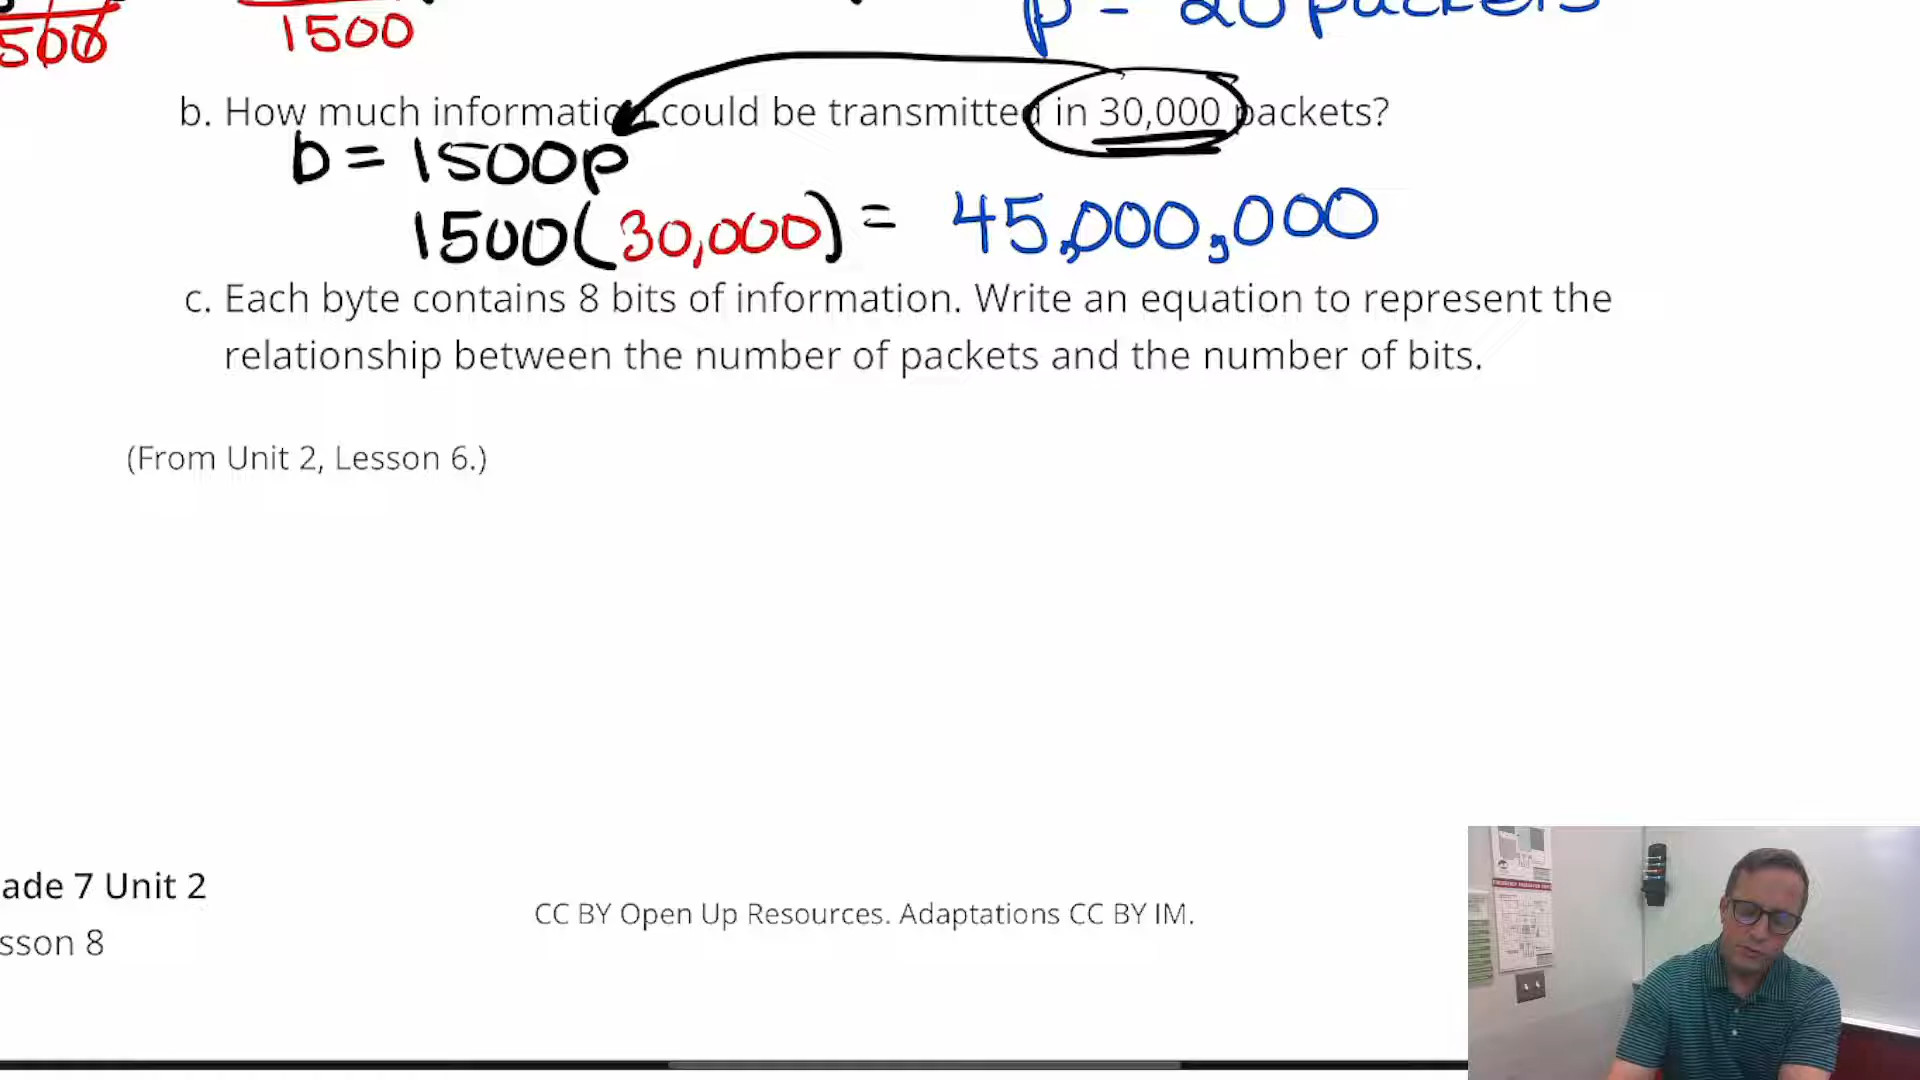 500
1500
p = 20 packets
b. How much information could be transmitted in 30,000 packets?
b = 1500p
1500(30,000) = 45,000,000
c. Each byte contains 8 bits of information. Write an equation to represent the
relationship between the number of packets and the number of bits.
(From Unit 2, Lesson 6.)
ade 7 Unit 2
sson 8
CC BY Open Up Resources. Adaptations CC BY IM.